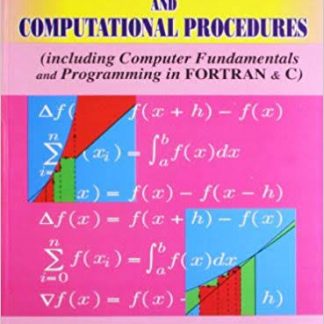 AND
COMPUTATIONAL PROCEDURES
(including Computer Fundamentals
and Programming in FORTRAN & C)
Δf( f(x + h) − f(x)
∑ⁿ (xᵢ) = ∫ₐᵇ f(x)dx
x) = f(x) − f(x − h)
Δf(x) = f(x + h) − f(x)
∑ⁿᵢ₌₀ f(xᵢ) = ∫ₐᵇ f(x)dx
∇f(x) = f(x − h)